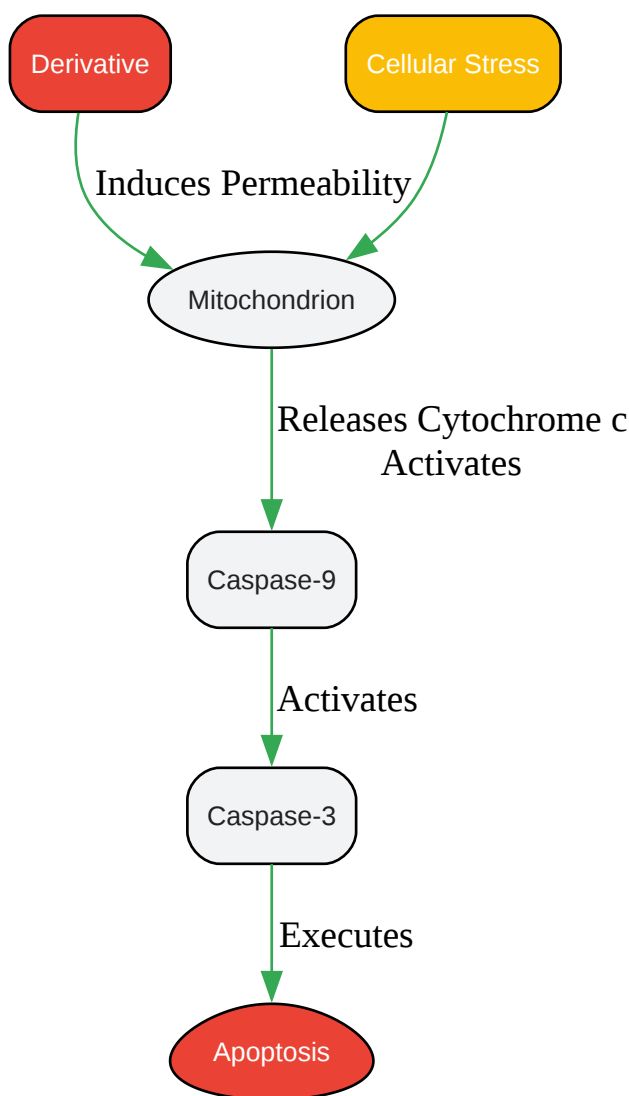 Derivative
Cellular Stress
Induces Permeability
Mitochondrion
Releases Cytochrome c
Activates
Caspase-9
Activates
Caspase-3
Executes
Apoptosis